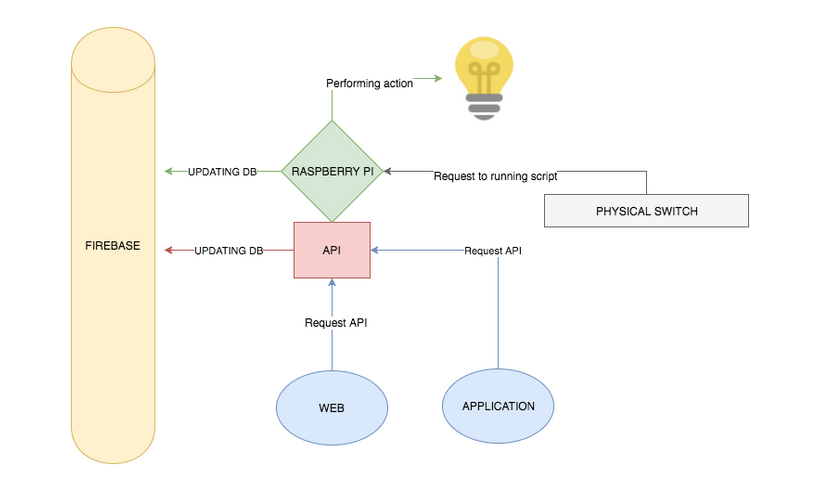 Performing action
UPDATING DB
RASPBERRY PI
Request to running script
PHYSICAL SWITCH
FIREBASE
UPDATING DB
API
Request API
Request API
WEB
APPLICATION